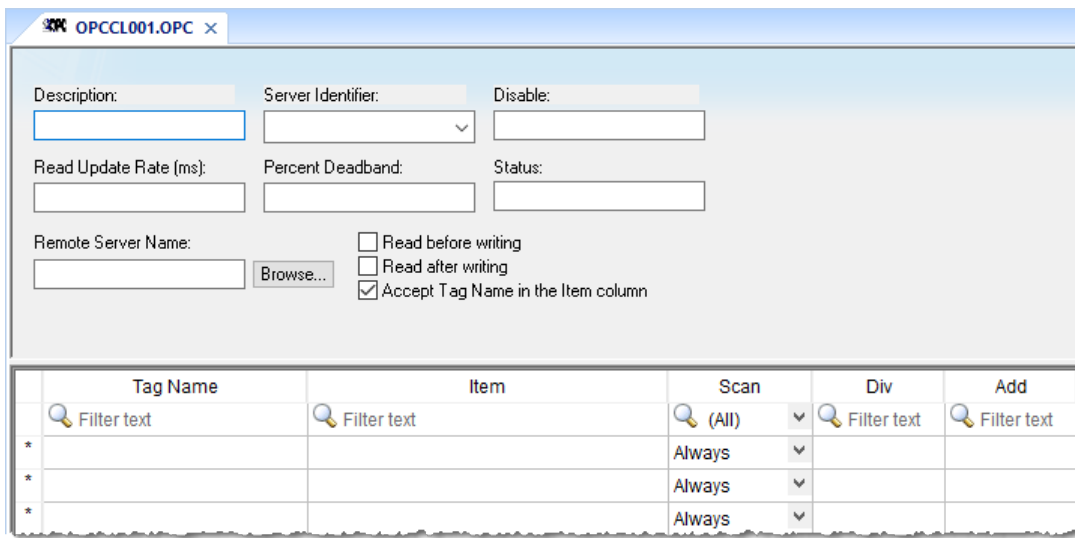 OPCCL001.OPC
Description: Server Identifier: Disable:
Read Update Rate (ms): Percent Deadband: Status:
Remote Server Name:
Browse...
Read before writing
Read after writing
Accept Tag Name in the Item column
Tag Name Item Scan Div Add
Filter text Filter text (All) Filter text Filter text
* Always
* Always
* Always